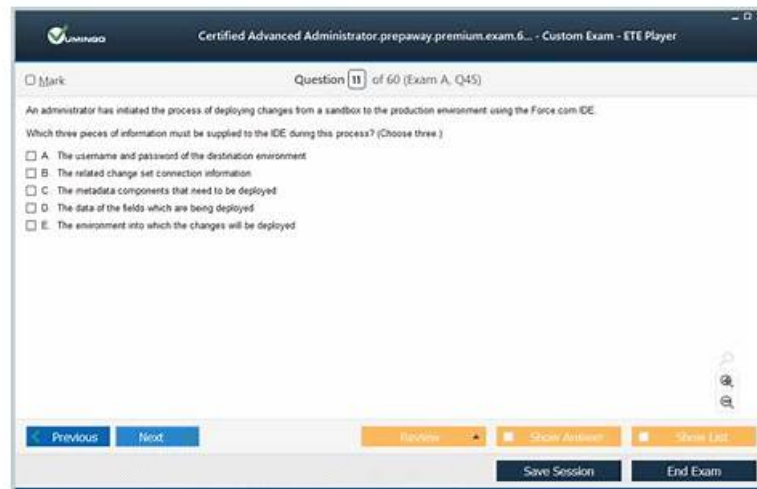 VUMINGO
Certified Advanced Administrator.prepaway.premium.exam.6... - Custom Exam - ETE Player
Mark
Question 11 of 60 (Exam A, Q45)
An administrator has initiated the process of deploying changes from a sandbox to the production environment using the Force.com IDE.
Which three pieces of information must be supplied to the IDE during this process? (Choose three.)
A. The username and password of the destination environment
B. The related change set connection information
C. The metadata components that need to be deployed
D. The data of the fields which are being deployed
E. The environment into which the changes will be deployed
Previous Next Review Show Answer Show List
Save Session End Exam